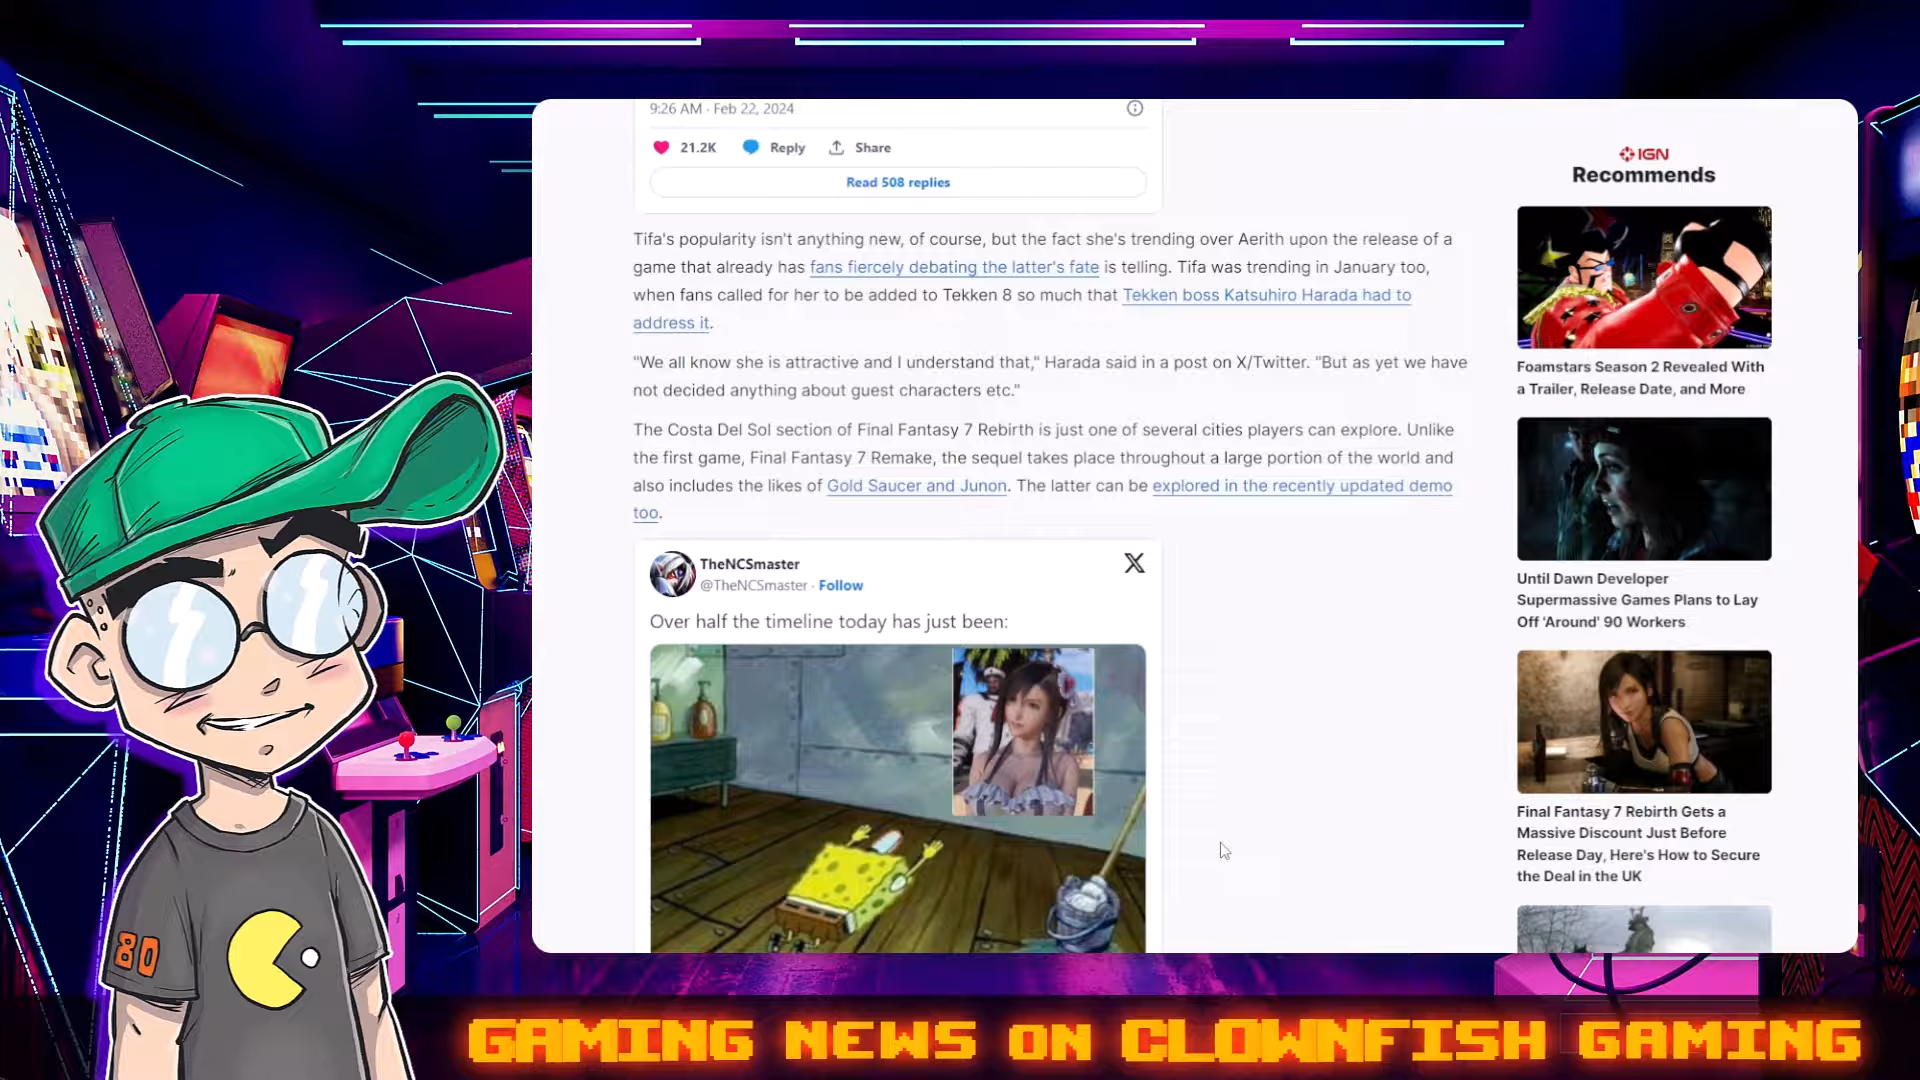 9:26 AM · Feb 22, 2024
21.2K Reply Share
Read 508 replies
Tifa's popularity isn't anything new, of course, but the fact she's trending over Aerith upon the release of a
game that already has fans fiercely debating the latter's fate is telling. Tifa was trending in January too,
when fans called for her to be added to Tekken 8 so much that Tekken boss Katsuhiro Harada had to
address it.
"We all know she is attractive and I understand that," Harada said in a post on X/Twitter. "But as yet we have
not decided anything about guest characters etc."
The Costa Del Sol section of Final Fantasy 7 Rebirth is just one of several cities players can explore. Unlike
the first game, Final Fantasy 7 Remake, the sequel takes place throughout a large portion of the world and
also includes the likes of Gold Saucer and Junon. The latter can be explored in the recently updated demo
too.
TheNCSmaster
@TheNCSmaster · Follow
Over half the timeline today has just been:
IGN
Recommends
Foamstars Season 2 Revealed With
a Trailer, Release Date, and More
Until Dawn Developer
Supermassive Games Plans to Lay
Off 'Around' 90 Workers
Final Fantasy 7 Rebirth Gets a
Massive Discount Just Before
Release Day, Here's How to Secure
the Deal in the UK
80
GAMING NEWS ON CLOWNFISH GAMING